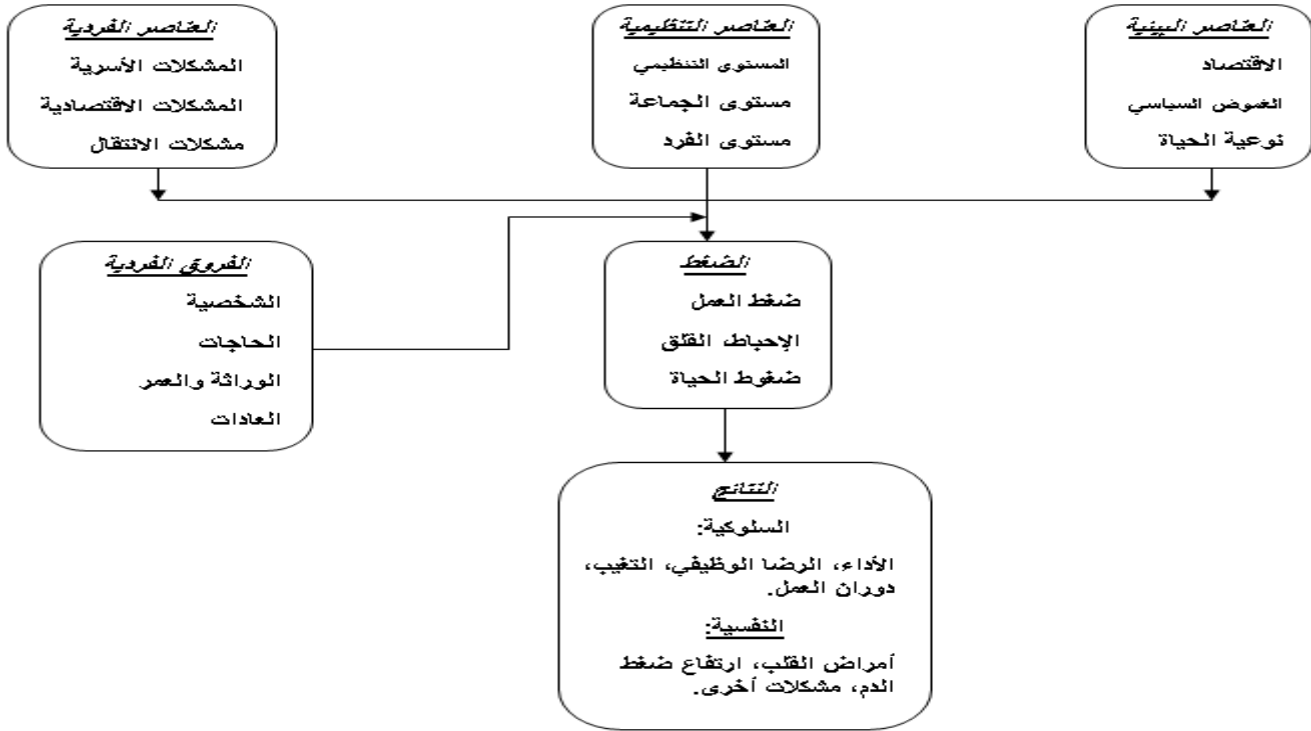 العناصر البيئية
الاقتصاد
الغموض السياسي
نوعية الحياة
العناصر التنظيمية
المستوى التنظيمي
مستوى الجماعة
مستوى الفرد
العناصر الفردية
المشكلات الأسرية
المشكلات الاقتصادية
مشكلات الانتقال
الضغط
ضغط العمل
الإحباط، القلق
ضغوط الحياة
الفروق الفردية
الشخصية
الحاجات
الوراثة والعمر
العادات
النتائج
السلوكية:
الأداء، الرضا الوظيفي، التغيب،
دوران العمل.
النفسية:
أمراض القلب، ارتفاع ضغط
الدم، مشكلات أخرى.